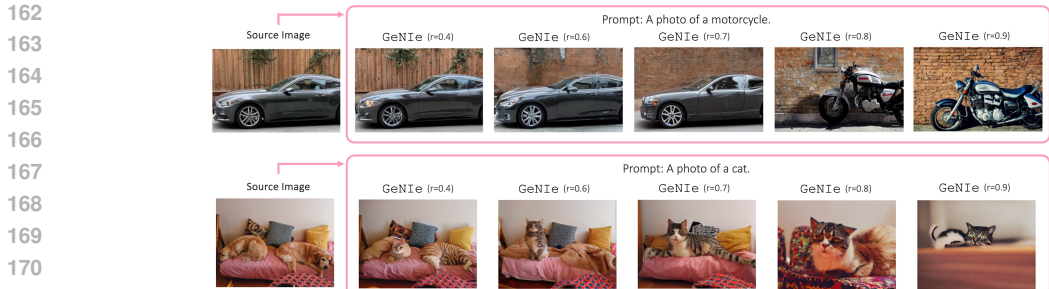 162
163
164
165
166
167
168
169
170
Prompt: A photo of a motorcycle.
Source Image GeNIe (r=0.4) GeNIe (r=0.6) GeNIe (r=0.7) GeNIe (r=0.8) GeNIe (r=0.9)
Prompt: A photo of a cat.
Source Image GeNIe (r=0.4) GeNIe (r=0.6) GeNIe (r=0.7) GeNIe (r=0.8) GeNIe (r=0.9)